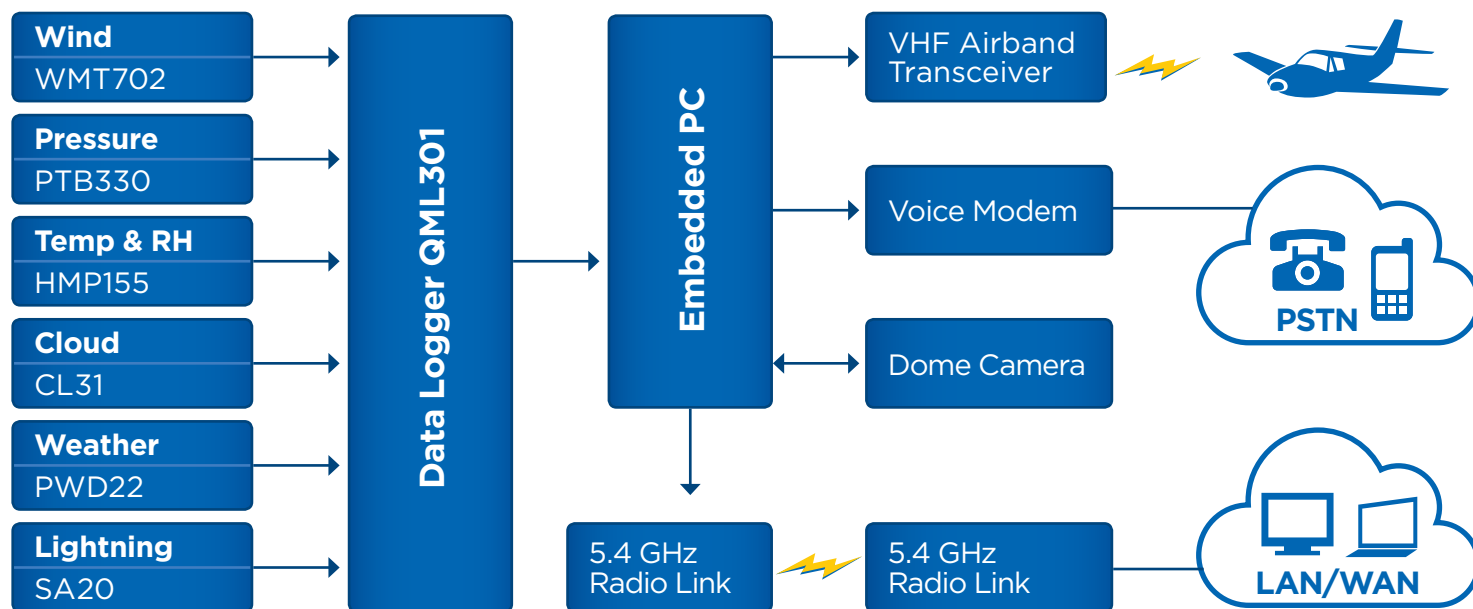 Wind
WMT702
Pressure
PTB330
Temp & RH
HMP155
Cloud
CL31
Weather
PWD22
Lightning
SA20
Data Logger QML301
Embedded PC
VHF Airband
Transceiver
Voice Modem
PSTN
Dome Camera
5.4 GHz
Radio Link
5.4 GHz
Radio Link
LAN/WAN